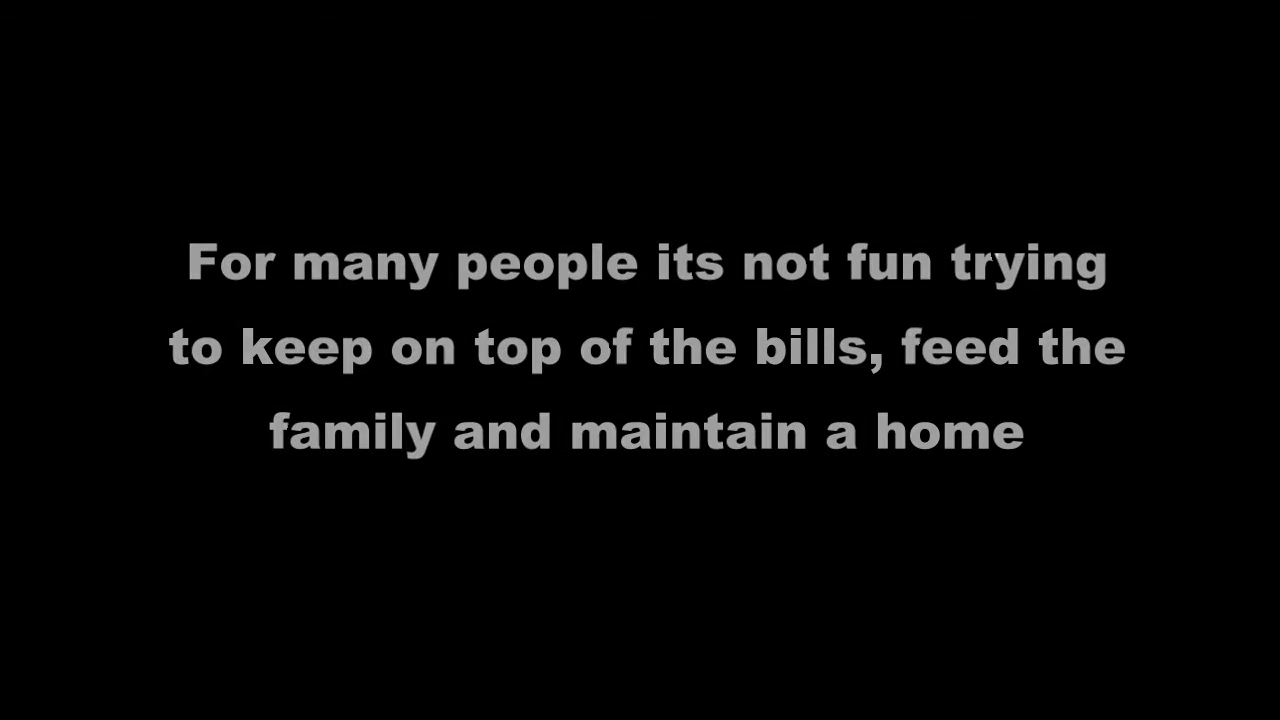 For many people its not fun trying
to keep on top of the bills, feed the
family and maintain a home